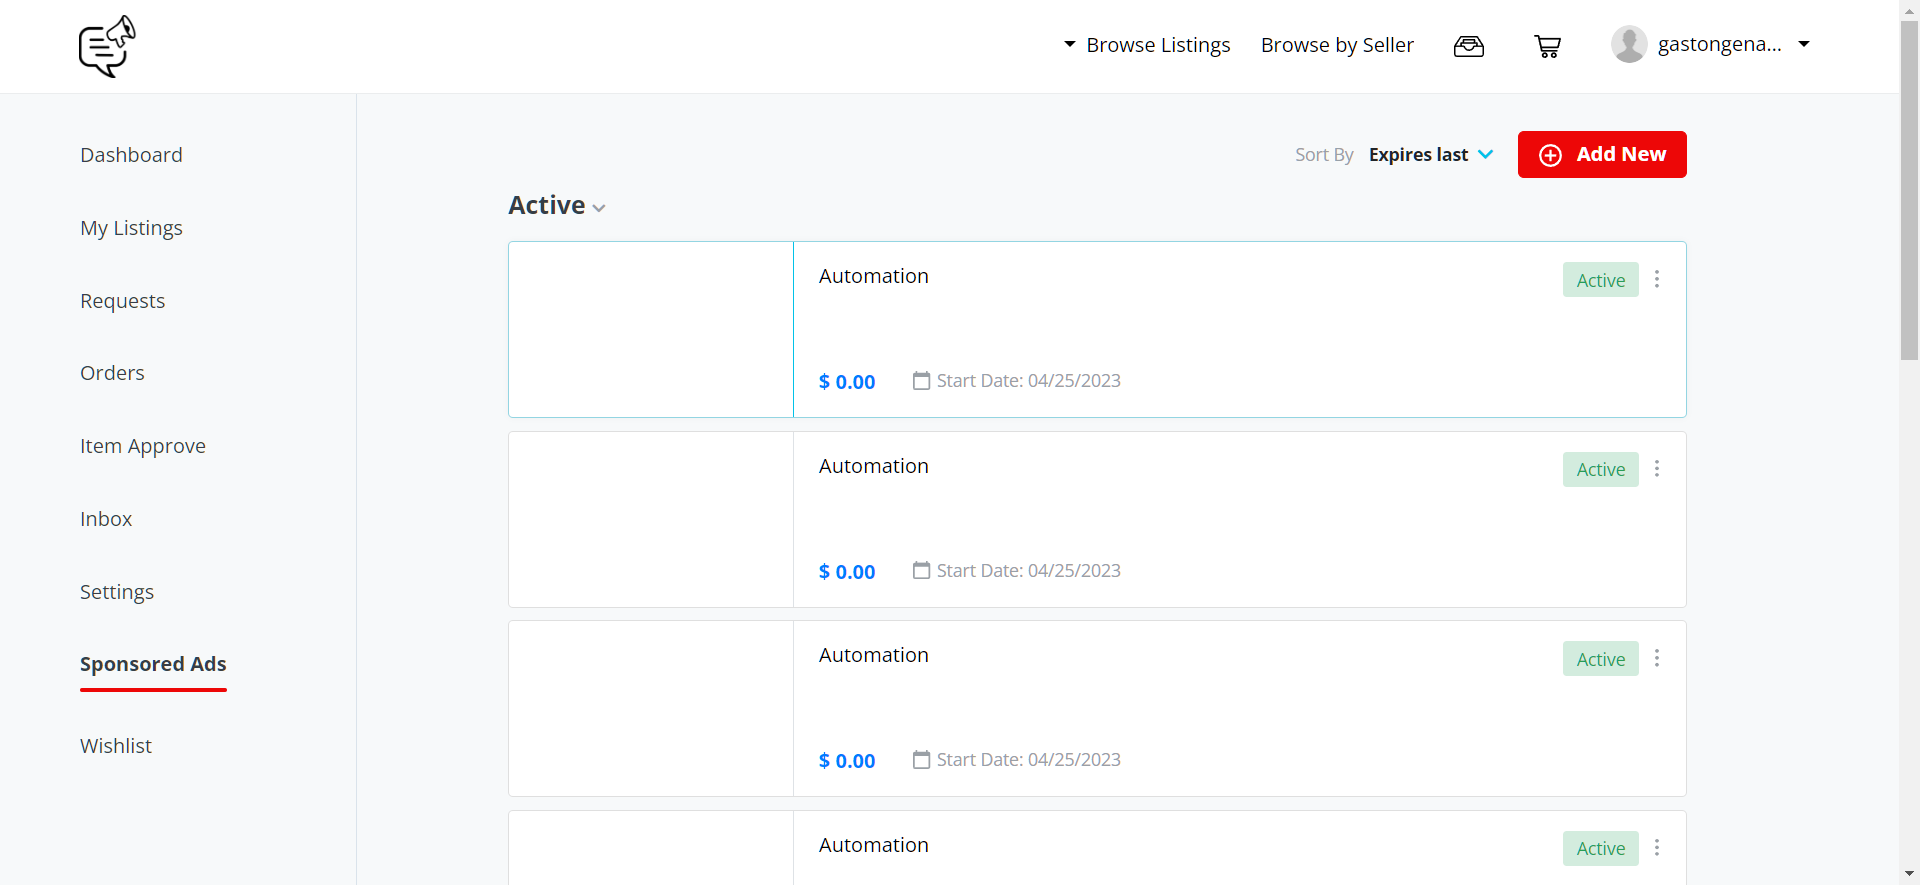 Browse Listings
Browse by Seller
gastongena...
Dashboard
My Listings
Requests
Orders
Item Approve
Inbox
Settings
Sponsored Ads
Wishlist
Sort By Expires last
Add New
Active
Automation
Active
$ 0.00 Start Date: 04/25/2023
Automation
Active
$ 0.00 Start Date: 04/25/2023
Automation
Active
$ 0.00 Start Date: 04/25/2023
Automation
Active